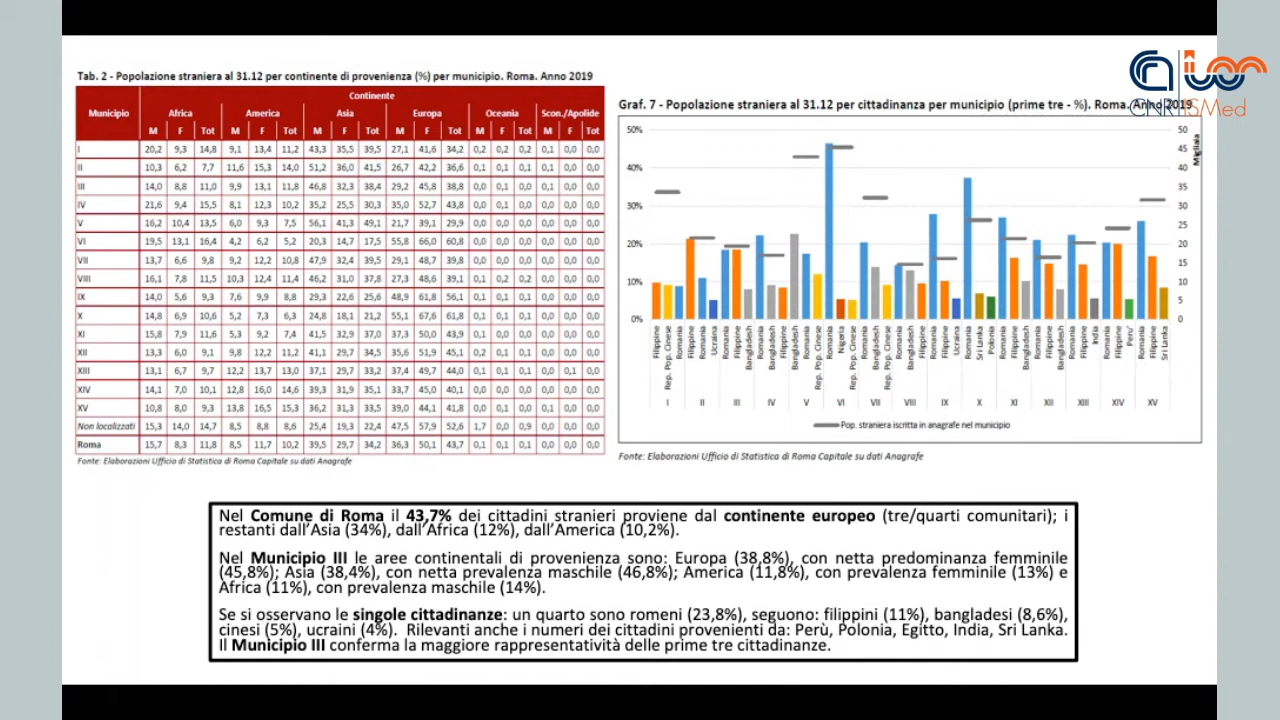 Tab. 2 - Popolazione straniera al 31.12 per continente di provenienza (%) per municipio. Roma. Anno 2019
Municipio Continente
Africa America Asia Europa Oceania Scon./Apolide
M F Tot M F Tot M F Tot M F Tot M F Tot M F Tot
I 20,2 9,3 14,8 9,1 13,4 11,2 43,3 35,5 39,5 27,1 41,6 34,2 0,2 0,2 0,2 0,1 0,0 0,0
II 10,3 6,2 7,7 11,6 15,3 14,0 51,2 36,0 41,5 26,7 42,2 36,6 0,0 0,1 0,0 0,1 0,0 0,0
III 14,0 8,8 11,0 9,9 13,1 11,8 46,8 32,3 38,4 29,2 45,8 38,8 0,0 0,1 0,0 0,1 0,0 0,0
IV 21,6 9,4 15,5 8,1 12,3 10,2 35,2 25,5 30,3 35,0 52,7 43,8 0,0 0,1 0,0 0,0 0,0 0,0
V 16,2 10,4 13,5 6,0 9,3 7,5 56,1 41,3 49,1 21,7 39,1 29,9 0,0 0,0 0,0 0,0 0,0 0,0
VI 19,5 13,1 16,4 4,2 6,2 5,2 20,3 14,7 17,5 55,8 66,0 60,8 0,0 0,0 0,0 0,0 0,0 0,0
VII 13,7 6,6 9,8 9,2 12,2 10,8 47,9 32,4 39,5 29,1 48,7 39,8 0,0 0,1 0,1 0,0 0,0 0,0
VIII 16,1 7,8 11,5 10,3 12,4 11,4 46,2 31,0 37,8 27,3 48,6 39,1 0,1 0,2 0,2 0,0 0,0 0,0
IX 14,0 5,6 9,3 7,6 9,9 8,8 29,3 22,6 25,6 48,9 61,8 56,1 0,1 0,1 0,1 0,0 0,0 0,0
X 14,8 6,9 10,6 5,2 7,3 6,3 24,8 18,1 21,2 55,1 67,6 61,8 0,1 0,1 0,1 0,0 0,0 0,0
XI 15,8 7,9 11,6 5,3 9,2 7,4 41,5 32,9 37,0 37,3 50,0 43,9 0,1 0,0 0,1 0,0 0,0 0,0
XII 13,3 6,0 9,1 9,8 12,2 11,2 41,1 29,7 34,5 35,6 51,9 45,1 0,2 0,1 0,1 0,0 0,0 0,0
XIII 13,1 6,7 9,7 12,2 13,7 13,0 37,1 29,7 33,2 37,4 49,7 44,0 0,1 0,1 0,1 0,0 0,1 0,0
XIV 14,1 7,0 10,1 12,8 16,0 14,6 39,3 31,9 35,1 33,7 45,0 40,1 0,0 0,1 0,0 0,0 0,0 0,0
XV 10,8 8,0 9,3 13,8 16,5 15,3 36,2 31,3 33,5 39,0 44,1 41,8 0,0 0,1 0,0 0,1 0,0 0,0
Non localizzati 15,3 14,0 14,7 8,5 8,8 8,6 25,4 19,3 22,4 47,5 57,9 52,6 1,7 0,0 0,9 0,0 0,0 0,0
Roma 15,7 8,3 11,8 8,5 11,7 10,2 39,5 29,7 34,2 36,3 50,1 43,7 0,1 0,1 0,1 0,0 0,0 0,0
Fonte: Elaborazioni Ufficio di Statistica di Roma Capitale su dati Anagrafe
CNR ISMed
Graf. 7 - Popolazione straniera al 31.12 per cittadinanza per municipio (prime tre - %). Roma. Anno 2019
50% 40% 30% 20% 10% 0%
50 45 40 35 30 25 20 15 10 5 0
Migliaia
Filippine Rep. Pop. Cinese Romania Filippine Romania Ucraina Romania Filippine Bangladesh Romania Bangladesh Filippine Bangladesh Romania Rep. Pop. Cinese Romania Nigeria Rep. Pop. Cinese Romania Bangladesh Rep. Pop. Cinese Romania Bangladesh Filippine Romania Filippine Ucraina Romania Sri Lanka Polonia Romania Filippine Bangladesh Romania Filippine Bangladesh Romania Filippine India Romania Filippine Peru' Romania Filippine Sri Lanka
I II III IV V VI VII VIII IX X XI XII XIII XIV XV
Pop. straniera iscritta in anagrafe nel municipio
Fonte: Elaborazioni Ufficio di Statistica di Roma Capitale su dati Anagrafe
Nel Comune di Roma il 43,7% dei cittadini stranieri proviene dal continente europeo (tre/quarti comunitari); i
restanti dall'Asia (34%), dall'Africa (12%), dall'America (10,2%).
Nel Municipio III le aree continentali di provenienza sono: Europa (38,8%), con netta predominanza femminile
(45,8%); Asia (38,4%), con netta prevalenza maschile (46,8%); America (11,8%), con prevalenza femminile (13%) e
Africa (11%), con prevalenza maschile (14%).
Se si osservano le singole cittadinanze: un quarto sono romeni (23,8%), seguono: filippini (11%), bangladesi (8,6%),
cinesi (5%), ucraini (4%). Rilevanti anche i numeri dei cittadini provenienti da: Perù, Polonia, Egitto, India, Sri Lanka.
Il Municipio III conferma la maggiore rappresentatività delle prime tre cittadinanze.